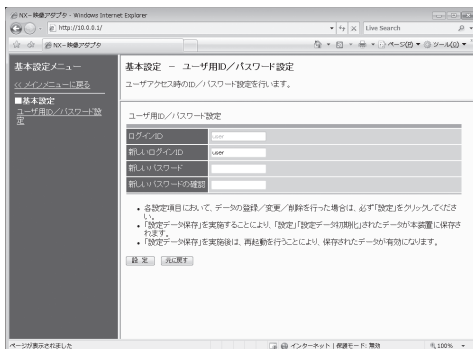 NX-映像アダプタ - Windows Internet Explorer
http://10.0.0.1/
Live Search
NX-映像アダプタ
ページ(P)
ツール(O)
基本設定メニュー
<< メインメニューに戻る
■基本設定
ユーザ用ID/パスワード設
定
基本設定 － ユーザ用ID/パスワード設定
ユーザアクセス時のID/パスワード設定を行います。
ユーザ用ID/パスワード設定
ログインID
user
新しいログインID
user
新しいパスワード
新しいパスワードの確認
• 各設定項目において、データの登録/変更/削除を行った場合は、必ず「設定」をクリックしてくださ
い。
• 「設定データ保存」を実施することにより、「設定」「設定データ初期化」されたデータが本装置に保存さ
れます。
• 「設定データ保存」を実施後は、再起動を行うことにより、保存されたデータが有効になります。
設 定
元に戻す
ページが表示されました
インターネット | 保護モード: 無効
100%